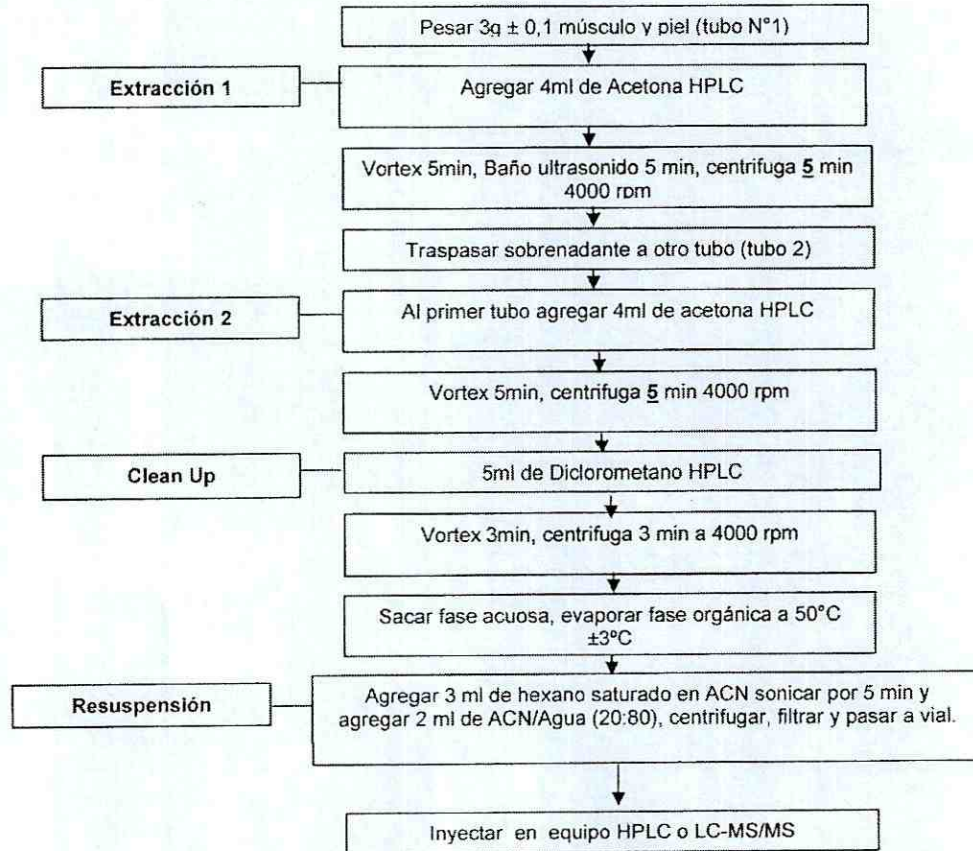 Pesar 3g ± 0,1 músculo y piel (tubo N°1)
Extracción 1
Agregar 4ml de Acetona HPLC
Vortex 5min, Baño ultrasonido 5 min, centrifuga 5 min
4000 rpm
Traspasar sobrenadante a otro tubo (tubo 2)
Extracción 2
Al primer tubo agregar 4ml de acetona HPLC
Vortex 5min, centrifuga 5 min 4000 rpm
Clean Up
5ml de Diclorometano HPLC
Vortex 3min, centrifuga 3 min a 4000 rpm
Sacar fase acuosa, evaporar fase orgánica a 50°C
±3ºC
Resuspensión
Agregar 3 ml de hexano saturado en ACN sonicar por 5 min y
agregar 2 ml de ACN/Agua (20:80), centrifugar, filtrar y pasar a vial.
Inyectar en equipo HPLC o LC-MS/MS